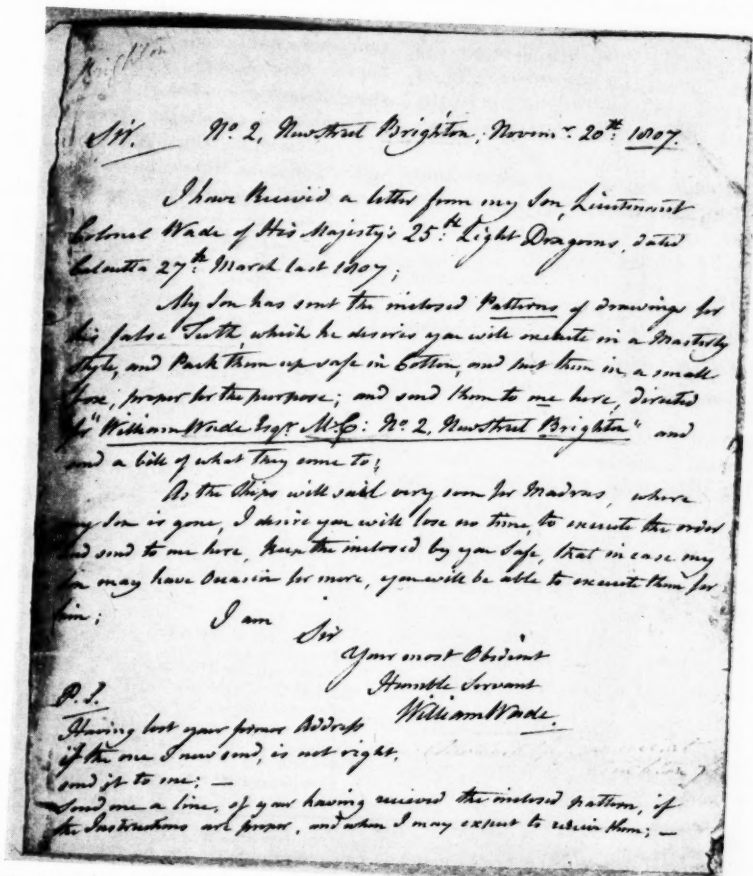 Brighton
Sir. No. 2, New Street Brighton, Novemr. 20th: 1807.
I have Received a letter from my Son, Lieutenant
Colonel Wade of His Majesty's 25th: Light Dragoons, dated
Calcutta 27th: March last 1807;
My Son has sent the inclosed Patterns of drawings for
his false Teeth, which he desires you will execute in a Masterly
Style, and Pack them up safe in Cotton, and put them in a small
box, proper for the purpose; and send them to me here, directed
for "William Wade Esqr. M.C: No. 2, New Street Brighton" and
send a bill of what they come to;
As the Ships will sail very soon for Madras, where
my Son is gone, I desire you will lose no time, to execute the order
and send to me here, Keep the inclosed by you Safe, that in case my
Son may have Occasion for more, you will be able to execute them for
him; I am
Sir
Your most Obedient
Humble Servant
William Wade.
P.S.
Having lost your former Address
if the one I now send, is not right,
send it to me; —
Send me a line, of your having recieved the inclosed pattern, if
the Instructions are proper, and when I may expect to recieve them; —